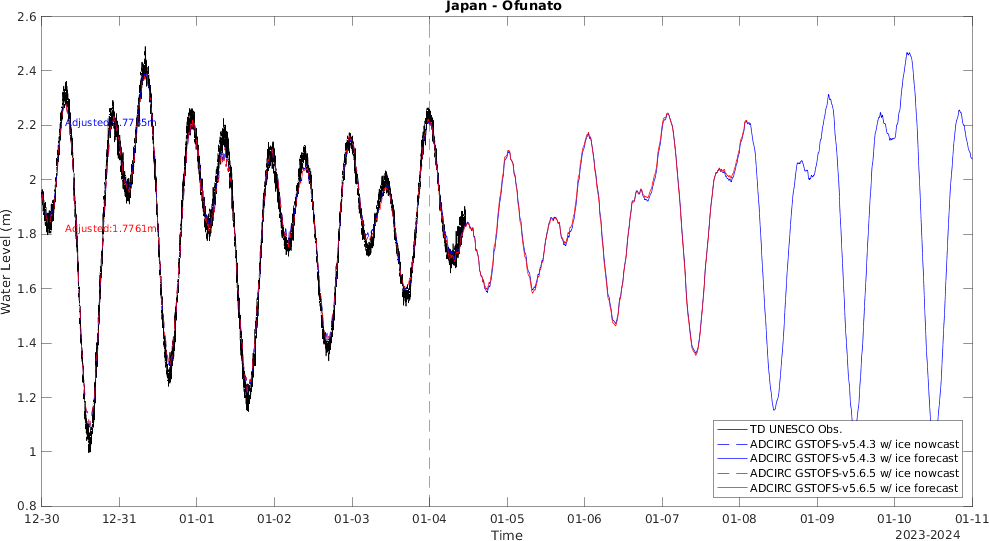 Japan - Ofunato
2.6
2.4
2.2
2
1.8
1.6
1.4
1.2
1
0.8
Water Level (m)
Adjusted:1.7761m
TD UNESCO Obs.
ADCIRC GSTOFS-v5.4.3 w/ ice nowcast
ADCIRC GSTOFS-v5.4.3 w/ ice forecast
ADCIRC GSTOFS-v5.6.5 w/ ice nowcast
ADCIRC GSTOFS-v5.6.5 w/ ice forecast
12-30 12-31 01-01 01-02 01-03 01-04 01-05 01-06 01-07 01-08 01-09 01-10 01-11
Time
2023-2024